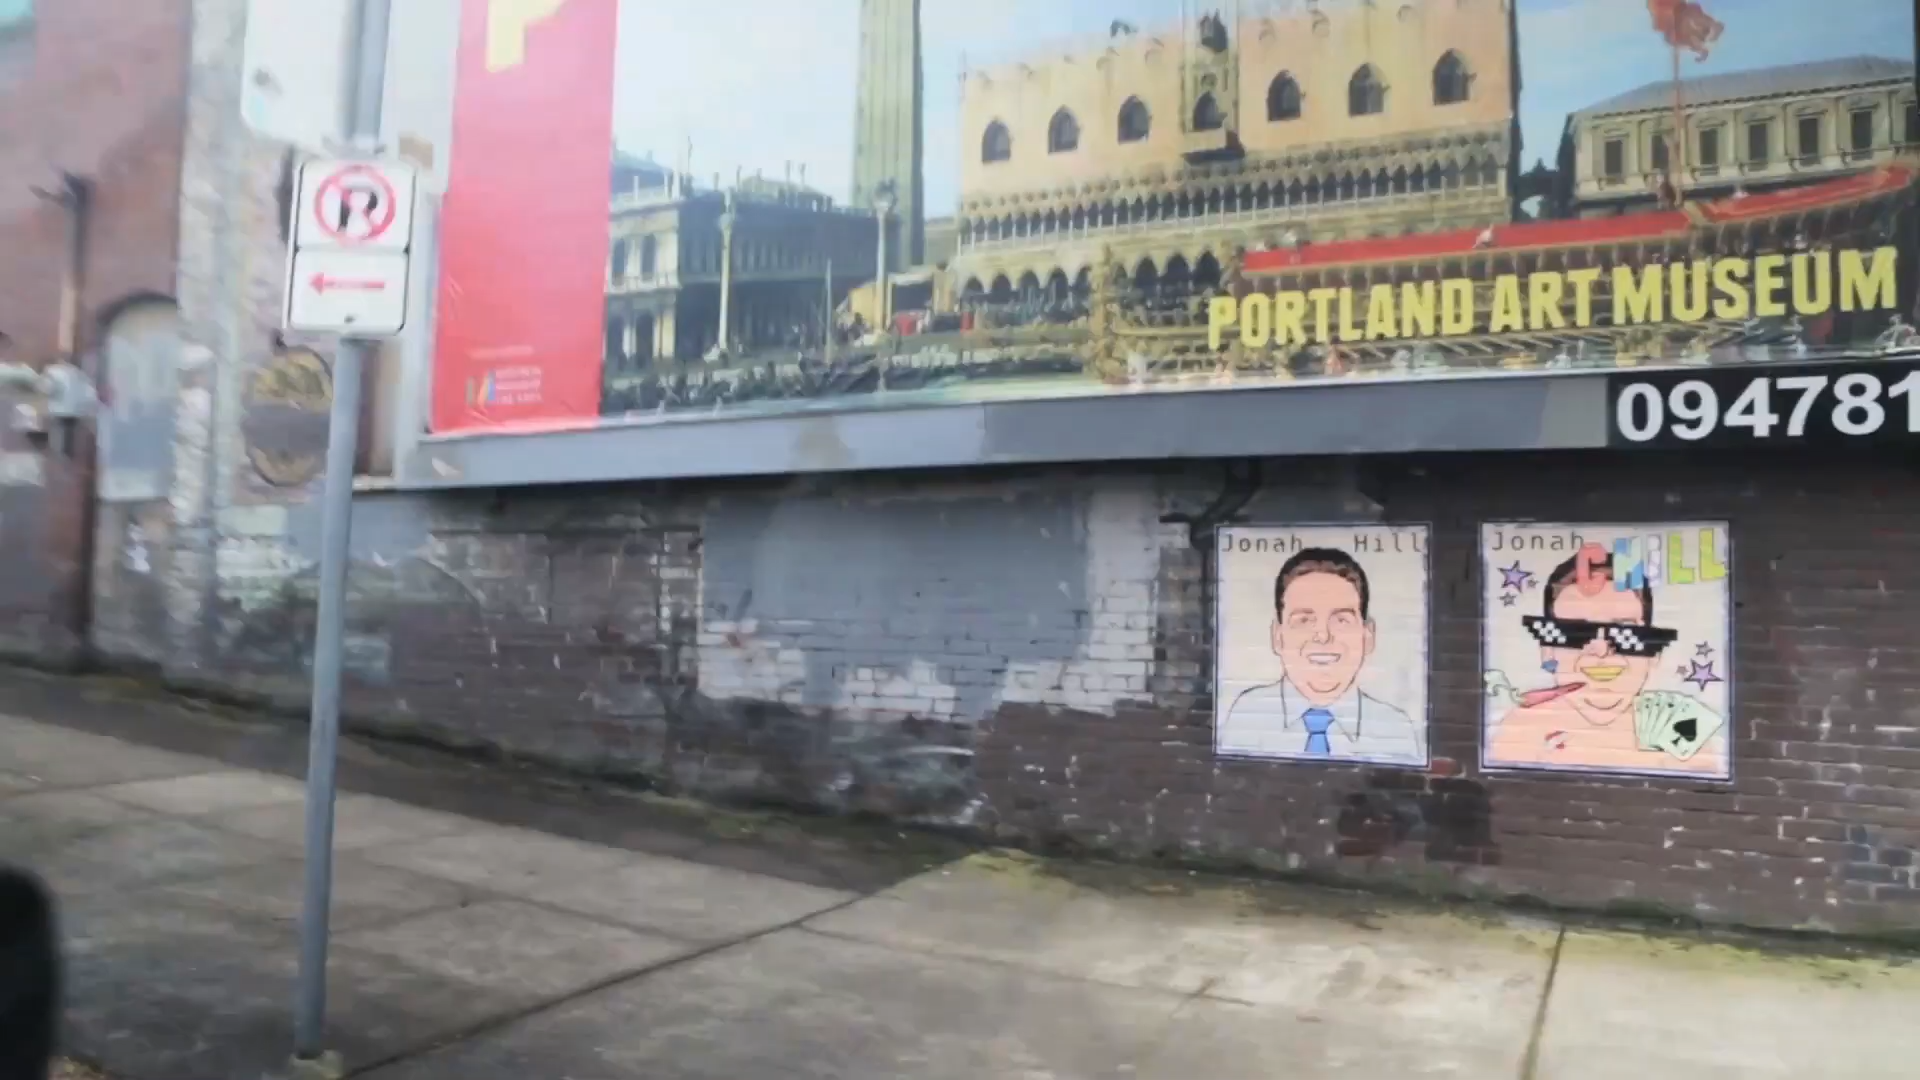 P
PORTLAND ART MUSEUM
094781
Jonah Hill
Jonah CHILL